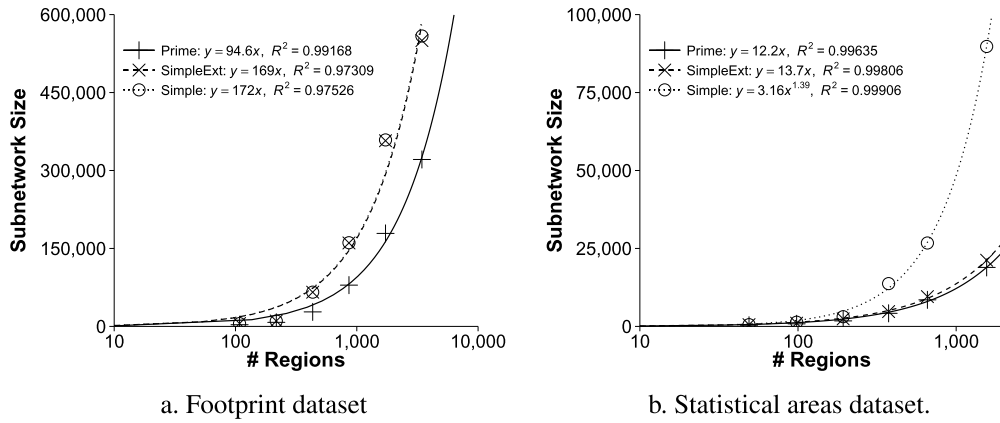 600,000
450,000
300,000
150,000
0
Subnetwork Size
Prime: y = 94.6x, R² = 0.99168
SimpleExt: y = 169x, R² = 0.97309
Simple: y = 172x, R² = 0.97526
10 100 1,000 10,000
# Regions
a. Footprint dataset
100,000
75,000
50,000
25,000
0
Subnetwork Size
Prime: y = 12.2x, R² = 0.99635
SimpleExt: y = 13.7x, R² = 0.99806
Simple: y = 3.16x¹·³⁹, R² = 0.99906
10 100 1,000
# Regions
b. Statistical areas dataset.